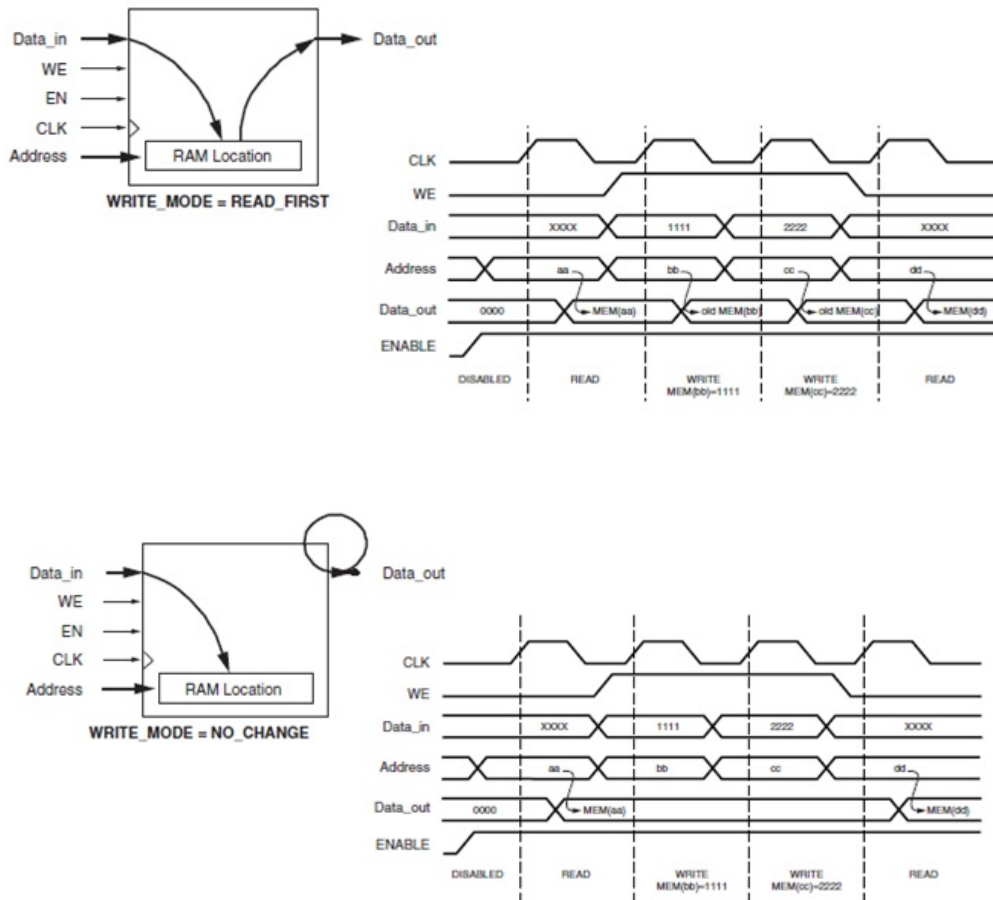 Data_in
Data_out
WE
EN
CLK
Address
RAM Location
WRITE_MODE = READ_FIRST
CLK
WE
Data_in XXXX 1111 2222 XXXX
Address aa bb cc dd
Data_out 0000 MEM(aa) old MEM(bb) old MEM(cc) MEM(dd)
ENABLE
DISABLED READ WRITE WRITE READ
MEM(bb)=1111 MEM(cc)=2222
Data_in
Data_out
WE
EN
CLK
Address
RAM Location
WRITE_MODE = NO_CHANGE
CLK
WE
Data_in XXXX 1111 2222 XXXX
Address aa bb cc dd
Data_out 0000 MEM(aa) MEM(dd)
ENABLE
DISABLED READ WRITE WRITE READ
MEM(bb)=1111 MEM(cc)=2222